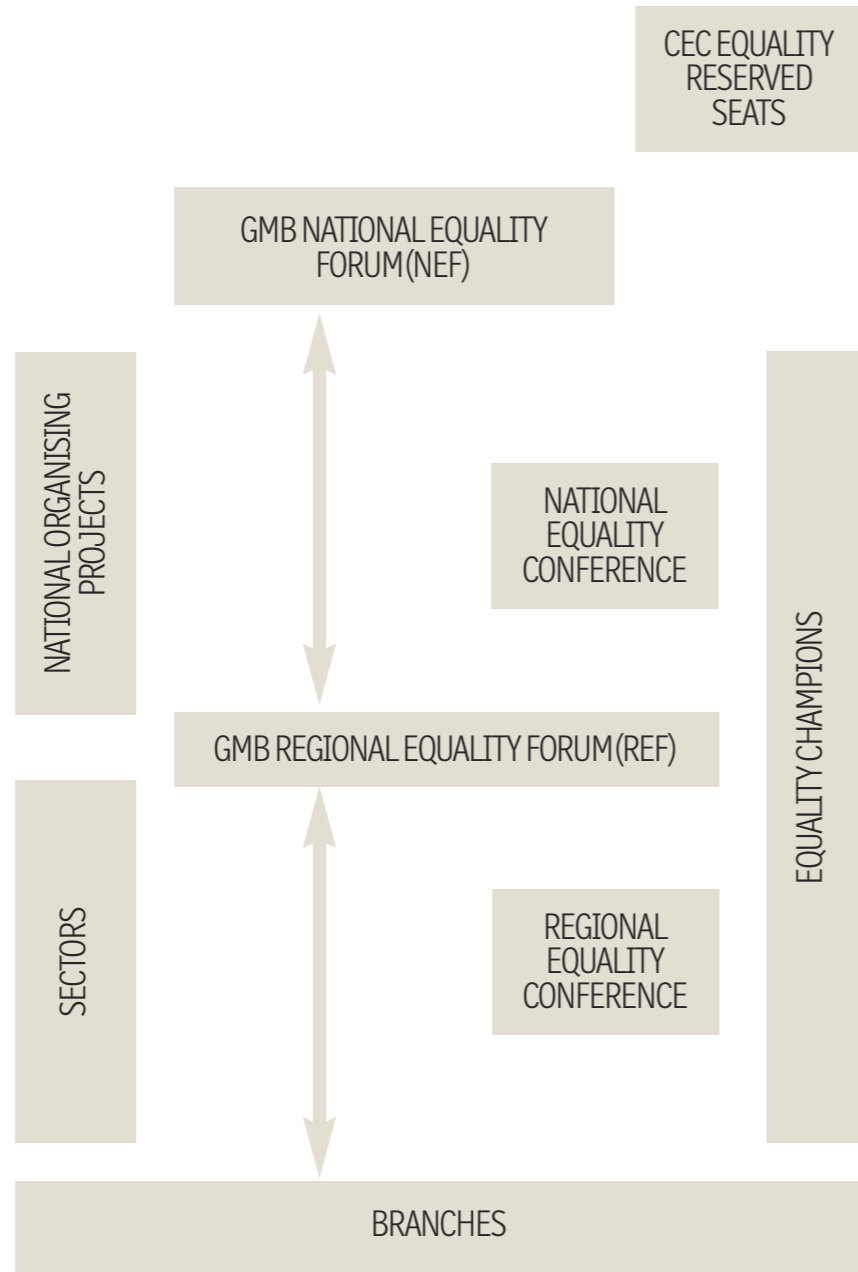 CEC EQUALITY
RESERVED
SEATS
GMB NATIONAL EQUALITY
FORUM (NEF)
NATIONAL ORGANISING
PROJECTS
NATIONAL
EQUALITY
CONFERENCE
EQUALITY CHAMPIONS
GMB REGIONAL EQUALITY FORUM (REF)
SECTORS
REGIONAL
EQUALITY
CONFERENCE
BRANCHES